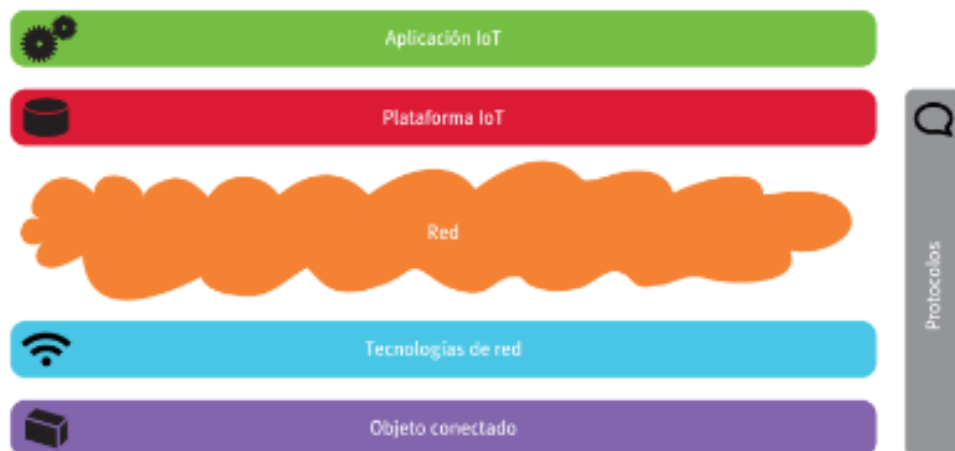 Aplicación IoT
Plataforma IoT
Red
Tecnologías de red
Objeto conectado
Protocolos